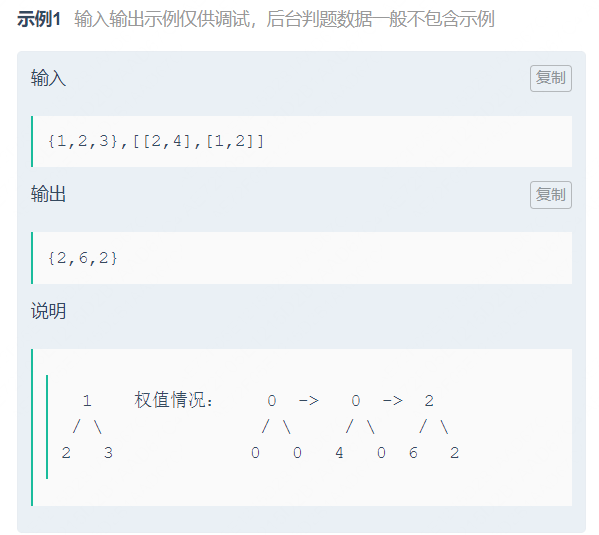 示例1 输入输出示例仅供调试，后台判题数据一般不包含示例
输入 复制
{1,2,3},[[2,4],[1,2]]
输出 复制
{2,6,2}
说明
1 权值情况： 0 -> 0 -> 2
/ \ / \ / \ / \
2 3 0 0 4 0 6 2